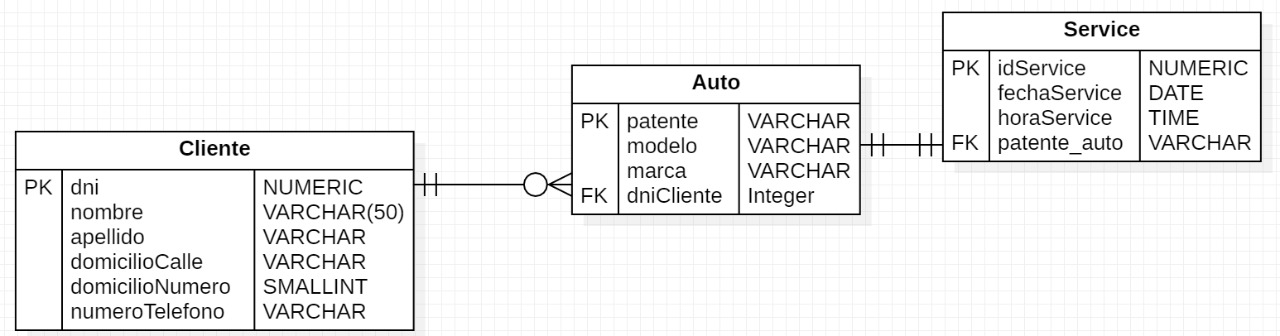 Cliente
PK dni NUMERIC
nombre VARCHAR(50)
apellido VARCHAR
domicilioCalle VARCHAR
domicilioNumero SMALLINT
numeroTelefono VARCHAR
Auto
PK patente VARCHAR
modelo VARCHAR
marca VARCHAR
FK dniCliente Integer
Service
PK idService NUMERIC
fechaService DATE
horaService TIME
FK patente_auto VARCHAR